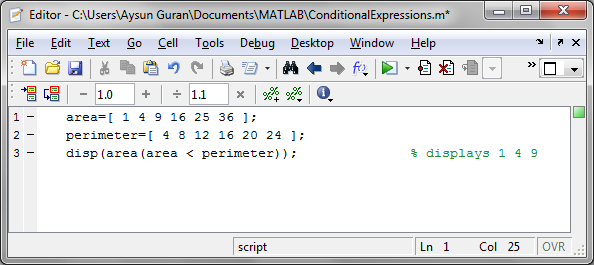 Editor - C:\Users\Aysun Guran\Documents\MATLAB\ConditionalExpressions.m*
File Edit Text Go Cell Tools Debug Desktop Window Help
- 1.0 + ÷ 1.1 ×
1 - area=[ 1 4 9 16 25 36 ];
2 - perimeter=[ 4 8 12 16 20 24 ];
3 - disp(area(area < perimeter)); % displays 1 4 9
script Ln 1 Col 25 OVR